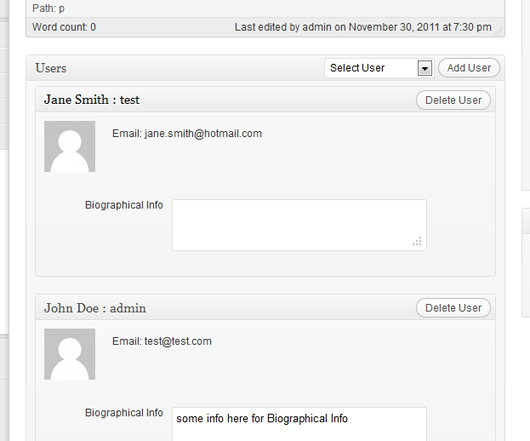 Path: p
Word count: 0 Last edited by admin on November 30, 2011 at 7:30 pm
Users Select User Add User
Jane Smith : test Delete User
Email: jane.smith@hotmail.com
Biographical Info
John Doe : admin Delete User
Email: test@test.com
Biographical Info some info here for Biographical Info